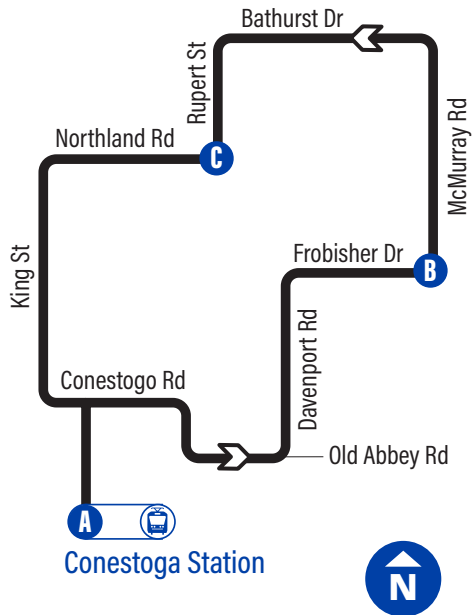 Bathurst Dr
Rupert St
McMurray Rd
Northland Rd
C
King St
Frobisher Dr
B
Davenport Rd
Conestogo Rd
Old Abbey Rd
A
Conestoga Station
N